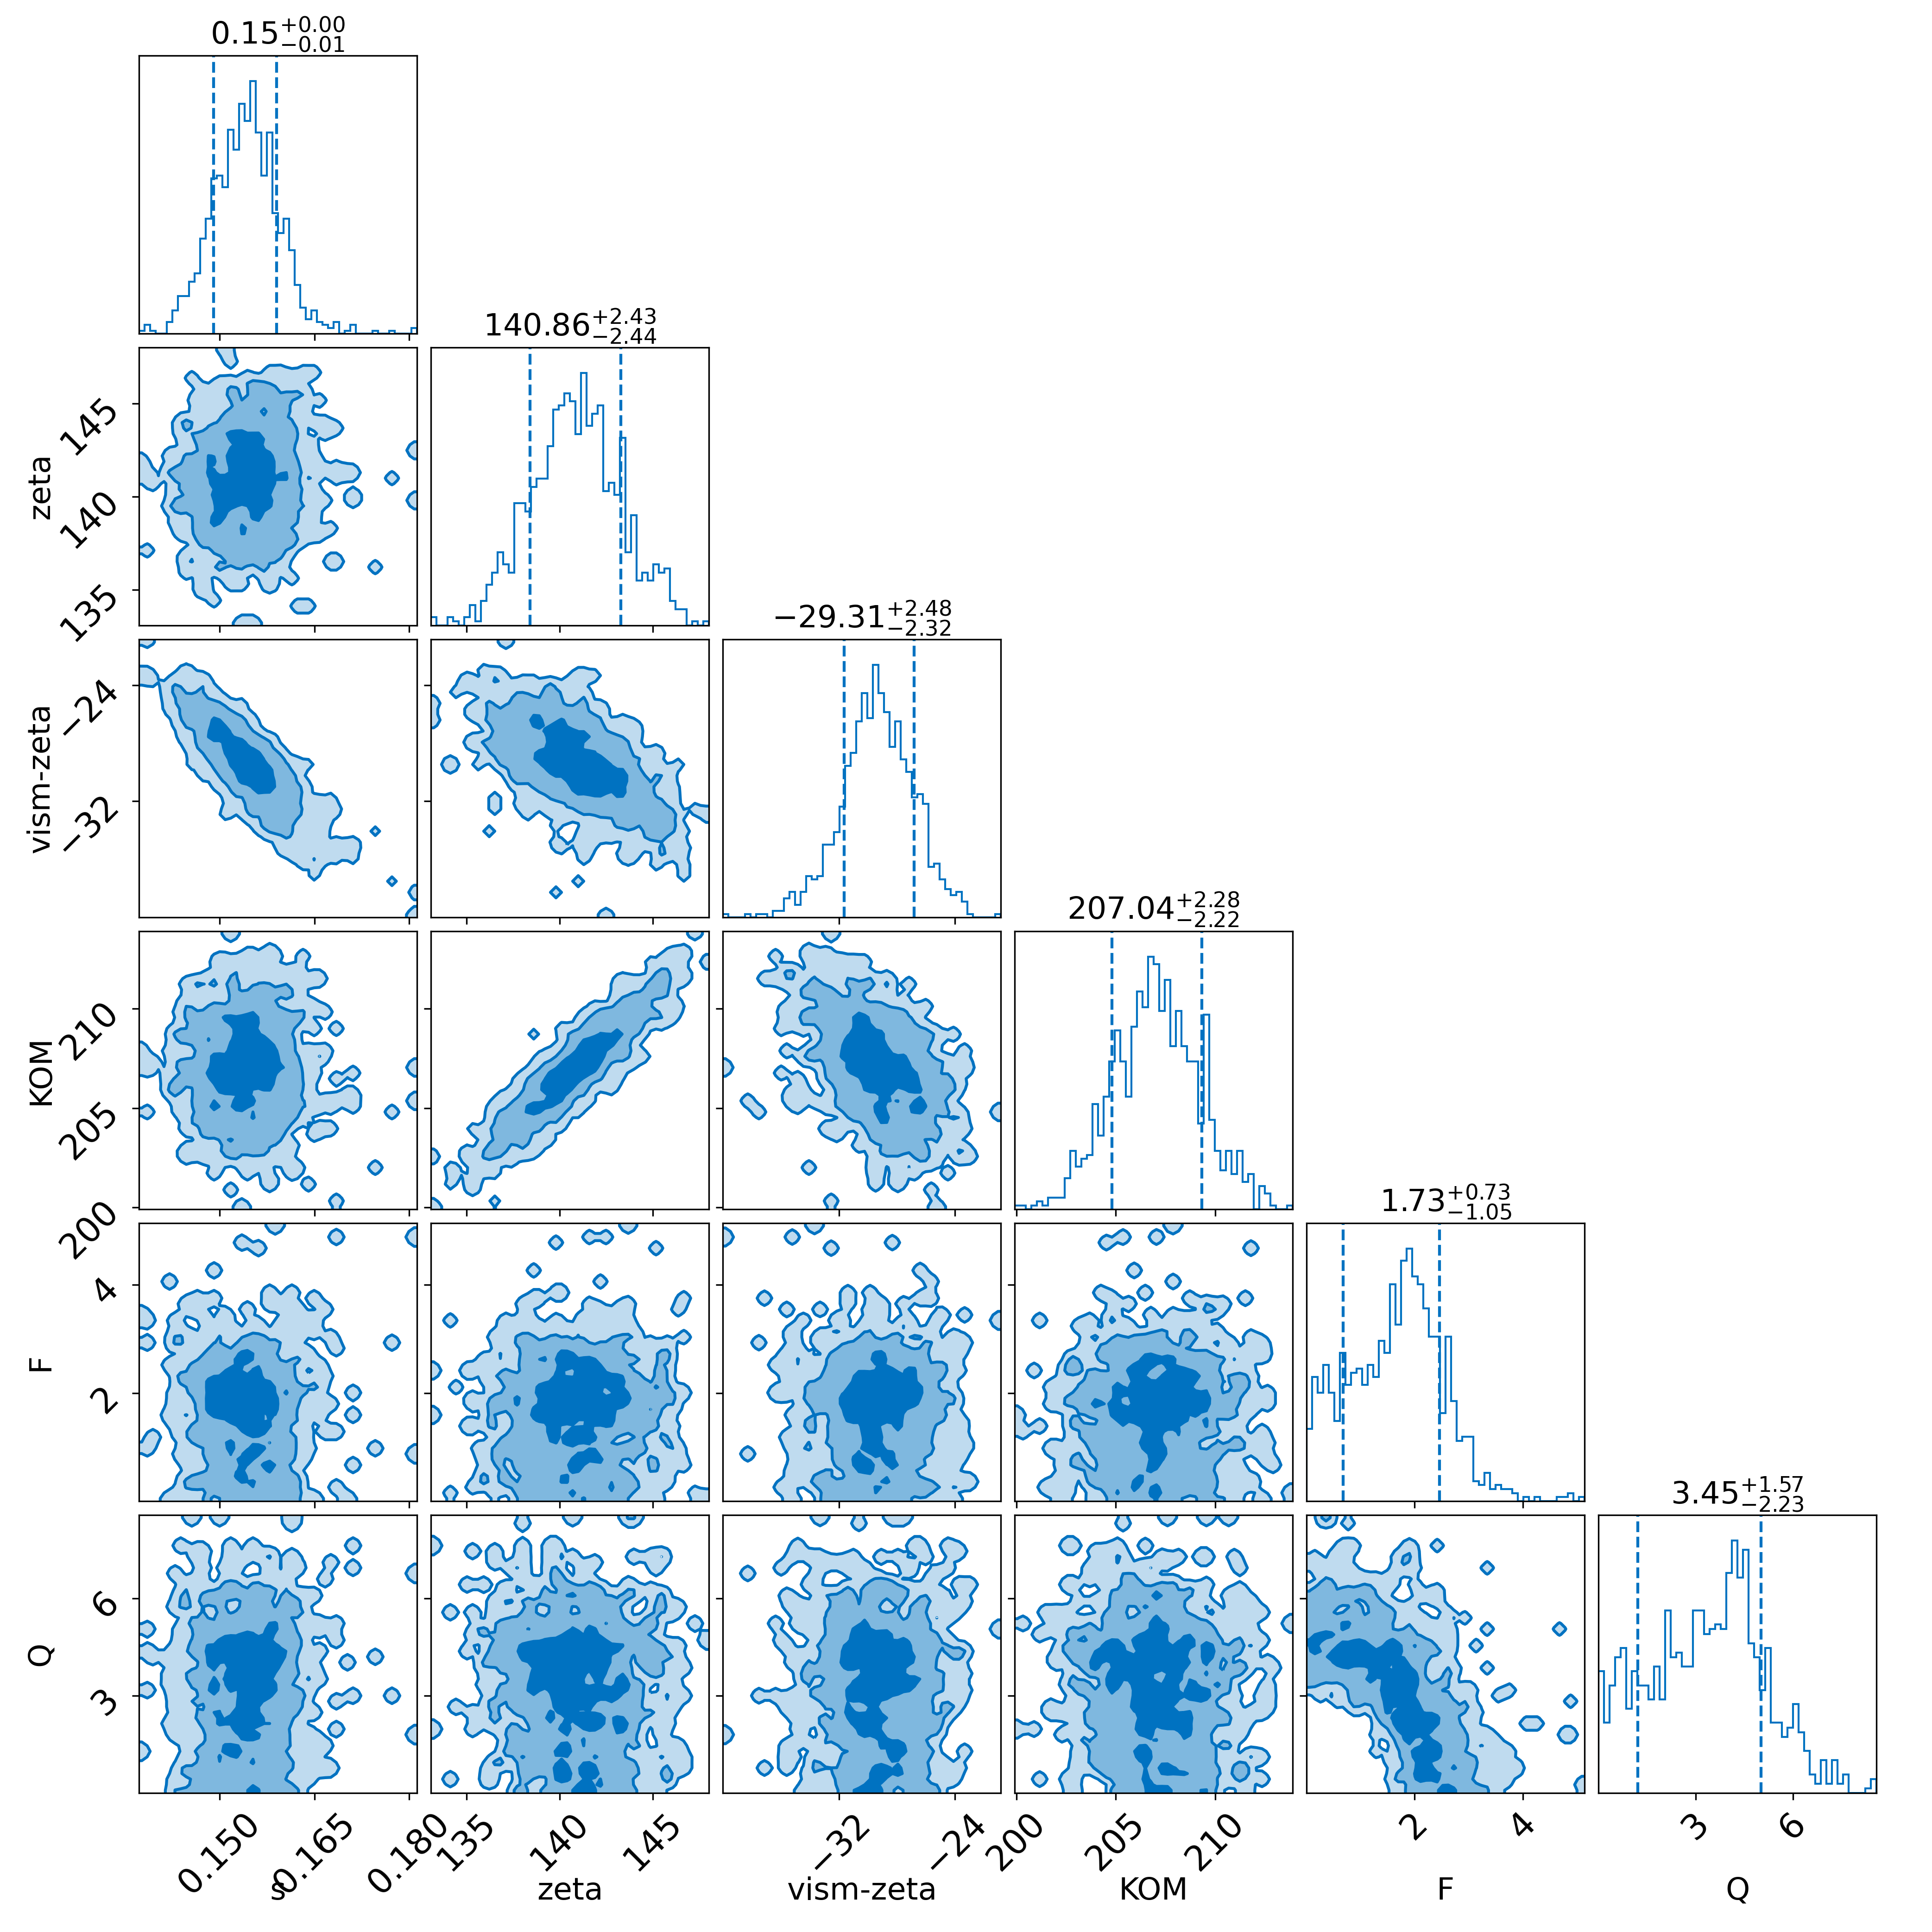 0.15+0.00−0.01
140.86+2.43−2.44
zeta
145
140
135
−29.31+2.48−2.32
vism-zeta
−24
−32
207.04+2.28−2.22
KOM
210
205
200
1.73+0.73−1.05
F
4
2
3.45+1.57−2.23
Q
6
3
0.150 0.165 0.180 135 140 145 −32 −24 200 205 210 2 4 3 6
s zeta vism-zeta KOM F Q